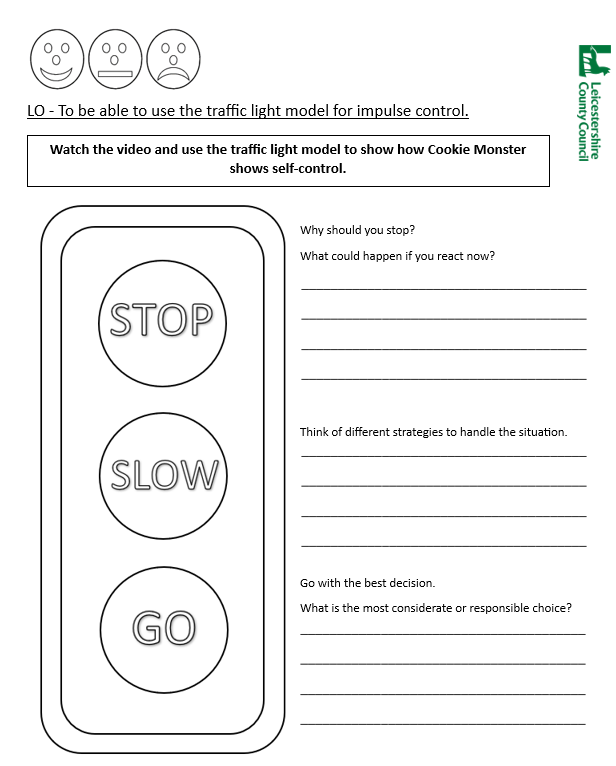 Leicestershire
County Council
LO - To be able to use the traffic light model for impulse control.
Watch the video and use the traffic light model to show how Cookie Monster
shows self-control.
STOP
Why should you stop?
What could happen if you react now?
SLOW
Think of different strategies to handle the situation.
GO
Go with the best decision.
What is the most considerate or responsible choice?